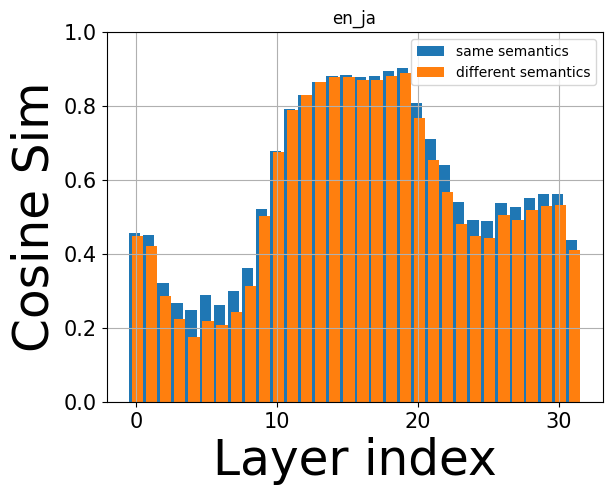 en_ja
same semantics
different semantics
Cosine Sim
1.0
0.8
0.6
0.4
0.2
0.0
0 10 20 30
Layer index